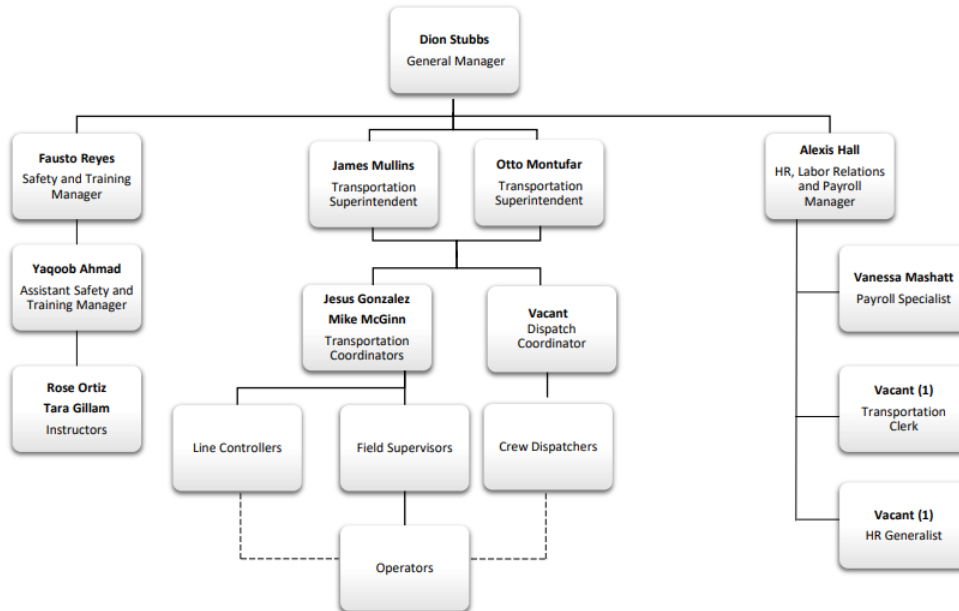 Dion Stubbs
General Manager
Fausto Reyes
Safety and Training
Manager
James Mullins
Transportation
Superintendent
Otto Montufar
Transportation
Superintendent
Alexis Hall
HR, Labor Relations
and Payroll
Manager
Yaqoob Ahmad
Assistant Safety and
Training Manager
Jesus Gonzalez
Mike McGinn
Transportation
Coordinators
Vacant
Dispatch
Coordinator
Vanessa Mashatt
Payroll Specialist
Rose Ortiz
Tara Gillam
Instructors
Line Controllers
Field Supervisors
Crew Dispatchers
Vacant (1)
Transportation
Clerk
Vacant (1)
HR Generalist
Operators